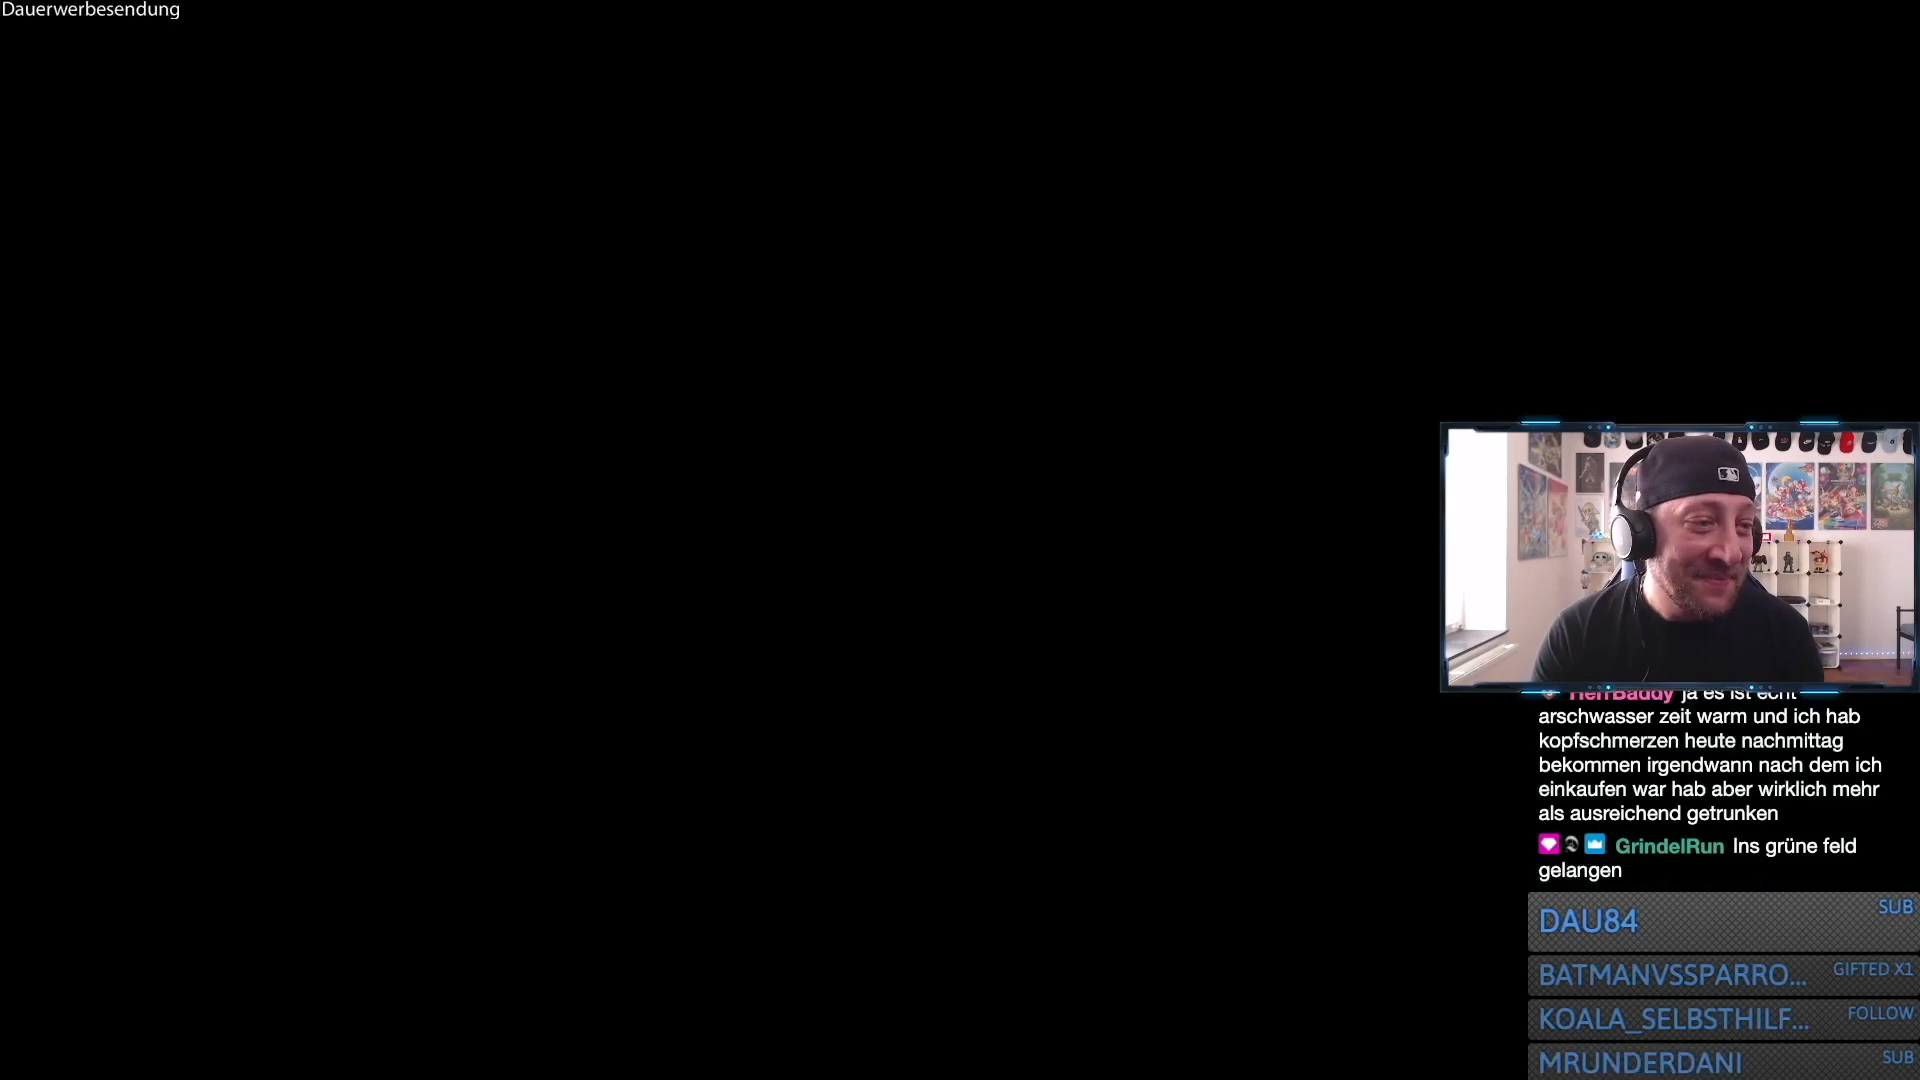 Dauerwerbesendung
HerrBaddy ja es ist echt
arschwasser zeit warm und ich hab
kopfschmerzen heute nachmittag
bekommen irgendwann nach dem ich
einkaufen war hab aber wirklich mehr
als ausreichend getrunken
GrindelRun Ins grüne feld
gelangen
DAU84 SUB
BATMANVSSPARRO... GIFTED X1
KOALA_SELBSTHILF... FOLLOW
MRUNDERDANI SUB